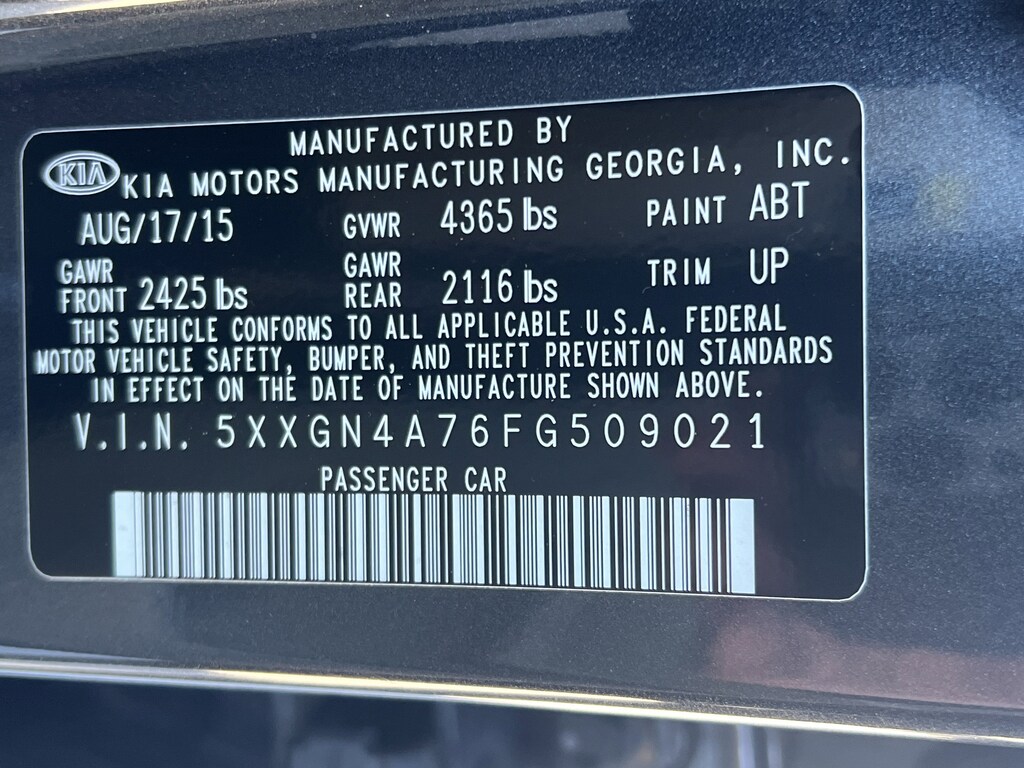 MANUFACTURED BY
KIA KIA MOTORS MANUFACTURING GEORGIA, INC.
AUG/17/15 GVWR 4365 lbs PAINT ABT
GAWR FRONT 2425 lbs GAWR REAR 2116 lbs TRIM UP
THIS VEHICLE CONFORMS TO ALL APPLICABLE U.S.A. FEDERAL
MOTOR VEHICLE SAFETY, BUMPER, AND THEFT PREVENTION STANDARDS
IN EFFECT ON THE DATE OF MANUFACTURE SHOWN ABOVE.
V.I.N. 5XXGN4A76FG509021
PASSENGER CAR